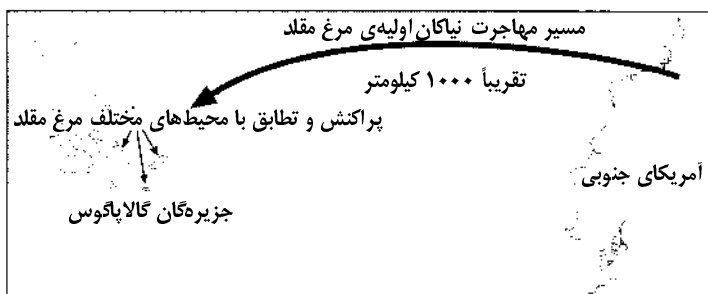 مسیر مهاجرت نیاکان اولیه‌ی مرغ مقلد
تقریباً ۱۰۰۰ کیلومتر
پراکنش و تطابق با محیط‌های مختلف مرغ مقلد
آمریکای جنوبی
جزیره‌گان گالاپاگوس